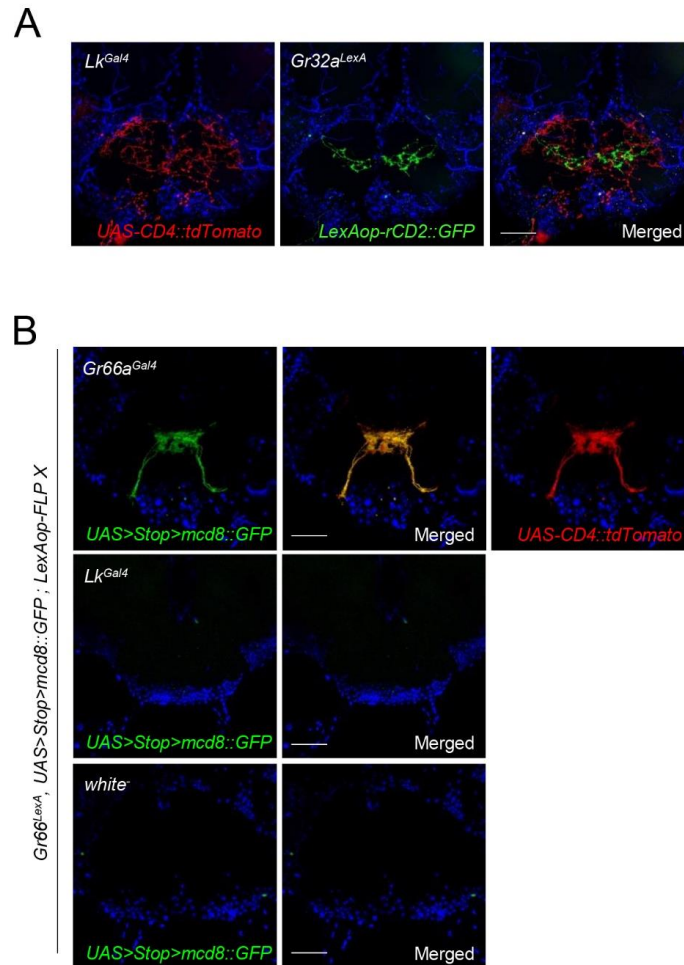 A
Lk^Gal4
UAS-CD4::tdTomato
Gr32a^LexA
LexAop-rCD2::GFP
Merged
B
Gr66^LexA, UAS>Stop>mcd8::GFP ; LexAop-FLP X
Gr66a^Gal4
UAS>Stop>mcd8::GFP
Merged
UAS-CD4::tdTomato
Lk^Gal4
UAS>Stop>mcd8::GFP
Merged
white^-
UAS>Stop>mcd8::GFP
Merged